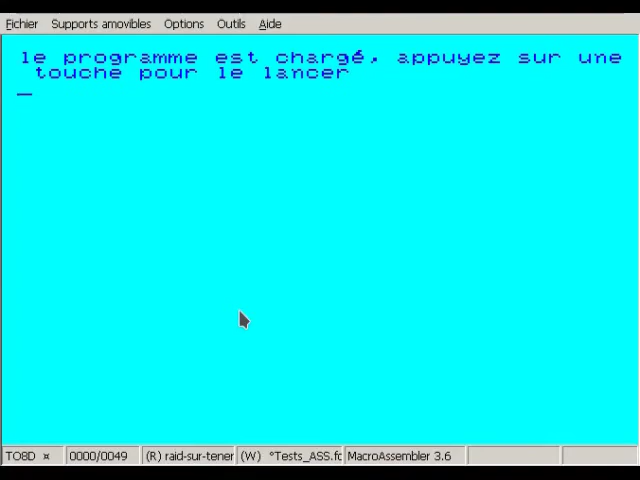 Fichier Supports amovibles Options Outils Aide
le programme est chargé, appuyez sur une
touche pour le lancer
TO8D ¤ 0000/0049 (R) raid-sur-tener (W) °Tests_ASS.fd MacroAssembler 3.6